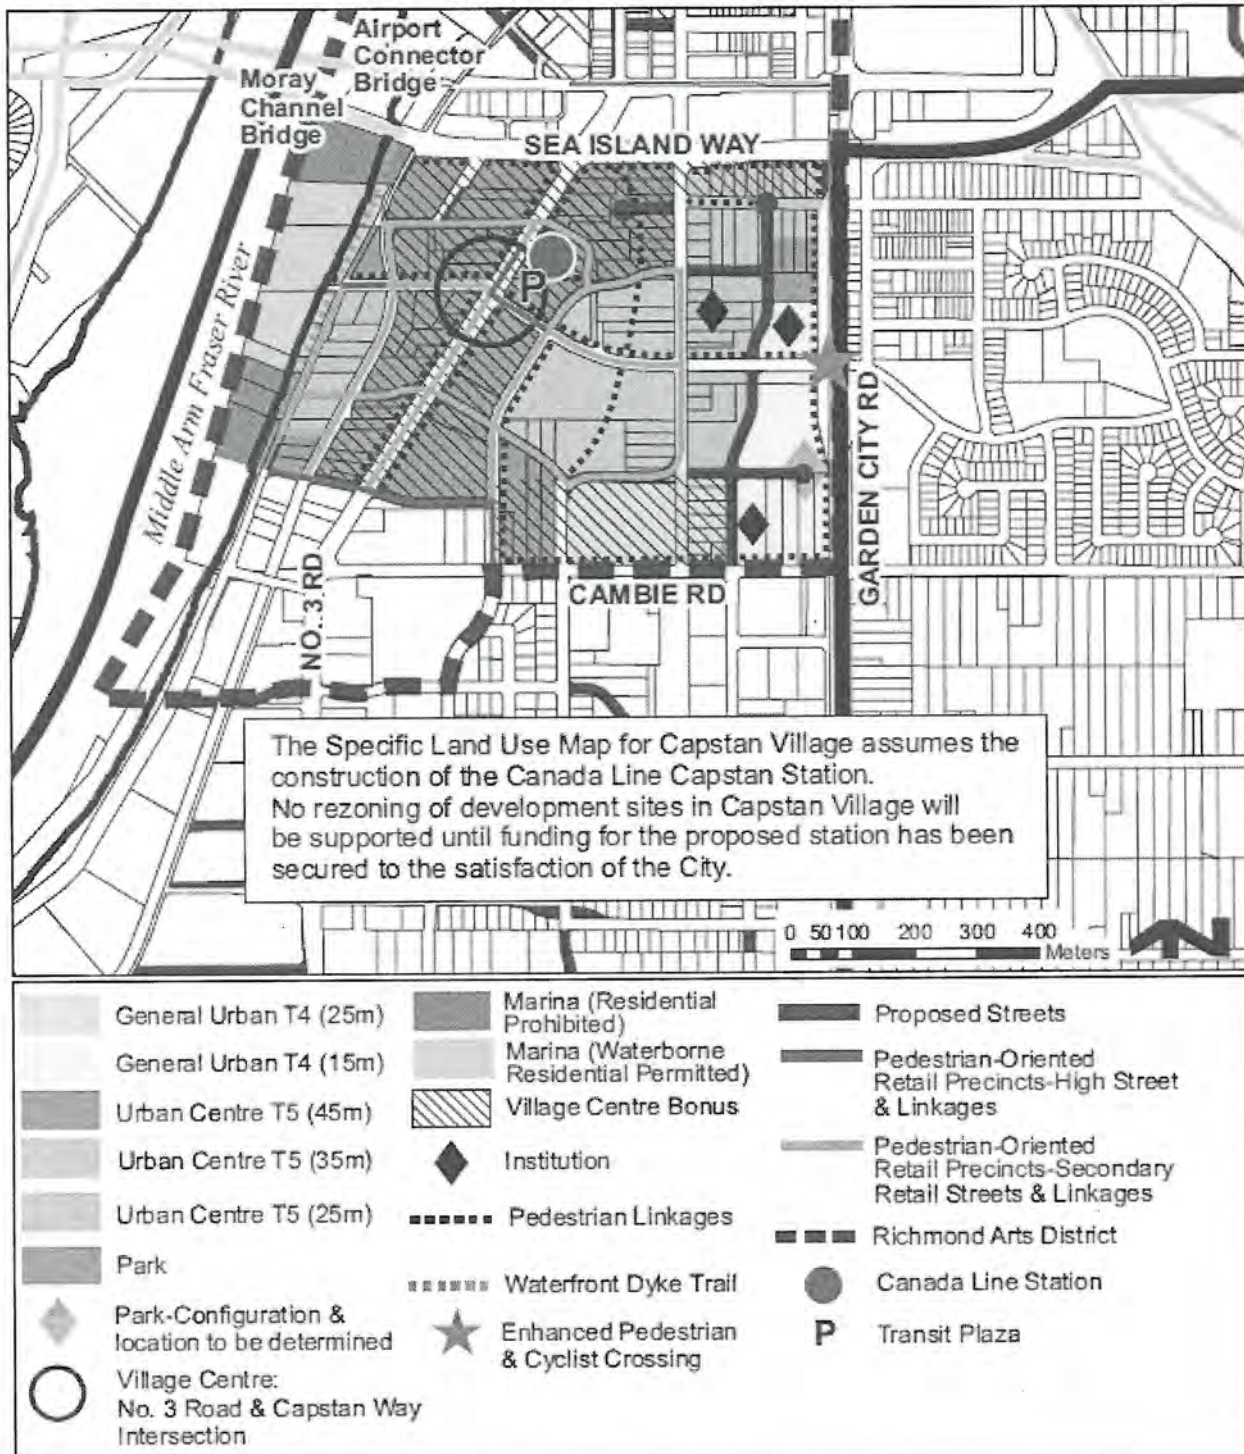 Airport
Connector
Bridge
Moray
Channel
Bridge
SEA ISLAND WAY
Middle Arm Fraser River
P
GARDEN CITY RD
NO. 3 RD
CAMBIE RD
The Specific Land Use Map for Capstan Village assumes the
construction of the Canada Line Capstan Station.
No rezoning of development sites in Capstan Village will
be supported until funding for the proposed station has been
secured to the satisfaction of the City.
0 50 100 200 300 400
Meters
General Urban T4 (25m)
General Urban T4 (15m)
Urban Centre T5 (45m)
Urban Centre T5 (35m)
Urban Centre T5 (25m)
Park
Park-Configuration &
location to be determined
Village Centre:
No. 3 Road & Capstan Way
Intersection
Marina (Residential
Prohibited)
Marina (Waterborne
Residential Permitted)
Village Centre Bonus
Institution
Pedestrian Linkages
Waterfront Dyke Trail
Enhanced Pedestrian
& Cyclist Crossing
Proposed Streets
Pedestrian-Oriented
Retail Precincts-High Street
& Linkages
Pedestrian-Oriented
Retail Precincts-Secondary
Retail Streets & Linkages
Richmond Arts District
Canada Line Station
P Transit Plaza